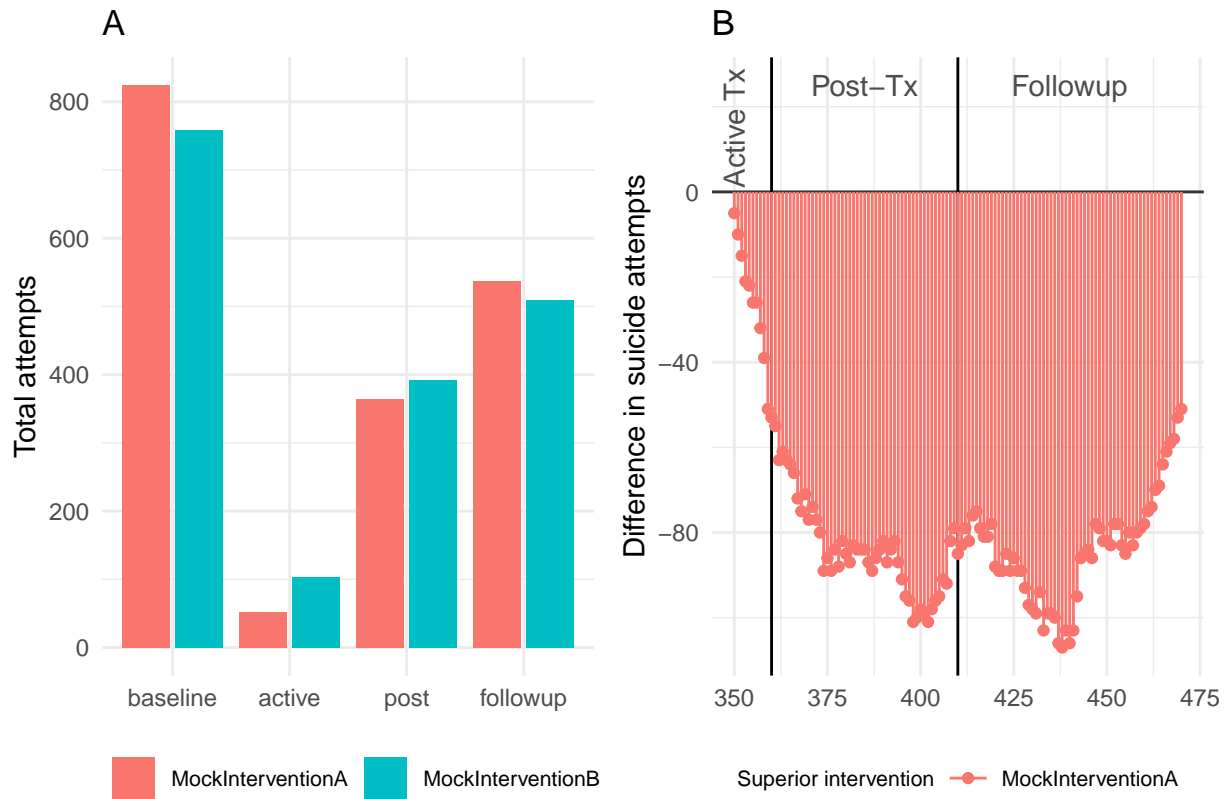 A
Total attempts
800
600
400
200
0
baseline active post followup
MockInterventionA MockInterventionB
B
Difference in suicide attempts
Active Tx
Post−Tx
Followup
0
−40
−80
350 375 400 425 450 475
Superior intervention MockInterventionA